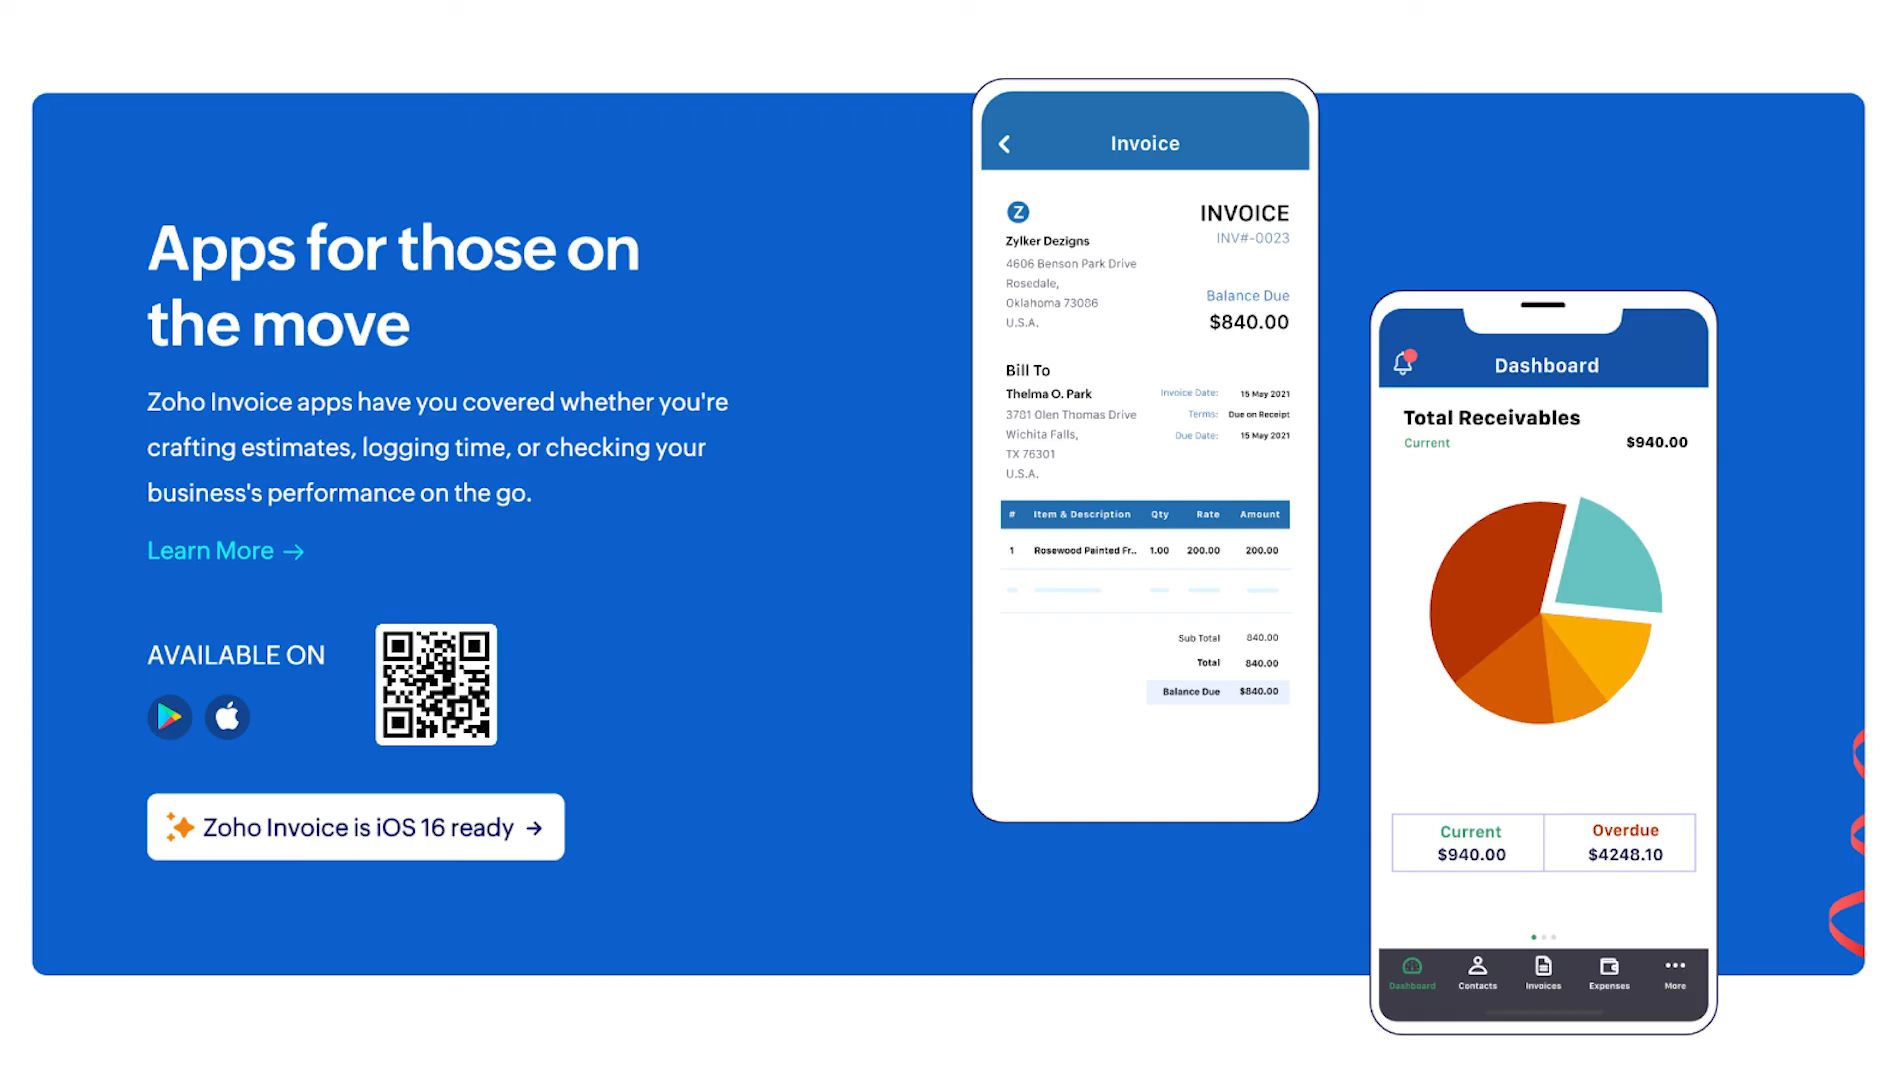 Apps for those on
the move
Zoho Invoice apps have you covered whether you're
crafting estimates, logging time, or checking your
business's performance on the go.
Learn More →
AVAILABLE ON
Zoho Invoice is iOS 16 ready →
Invoice
Z
INVOICE
INV#-0023
Zylker Dezigns
4606 Benson Park Drive
Rosedale,
Oklahoma 73086
U.S.A.
Balance Due
$840.00
Bill To
Thelma O. Park
3781 Olen Thomas Drive
Wichita Falls,
TX 76301
U.S.A.
Invoice Date: 15 May 2021
Terms: Due on Receipt
Due Date: 15 May 2021
# Item & Description Qty Rate Amount
1 Rosewood Painted Fr.. 1.00 200.00 200.00
Sub Total 840.00
Total 840.00
Balance Due $840.00
Dashboard
Total Receivables
Current $940.00
Current Overdue
$940.00 $4248.10
Dashboard Contacts Invoices Expenses More